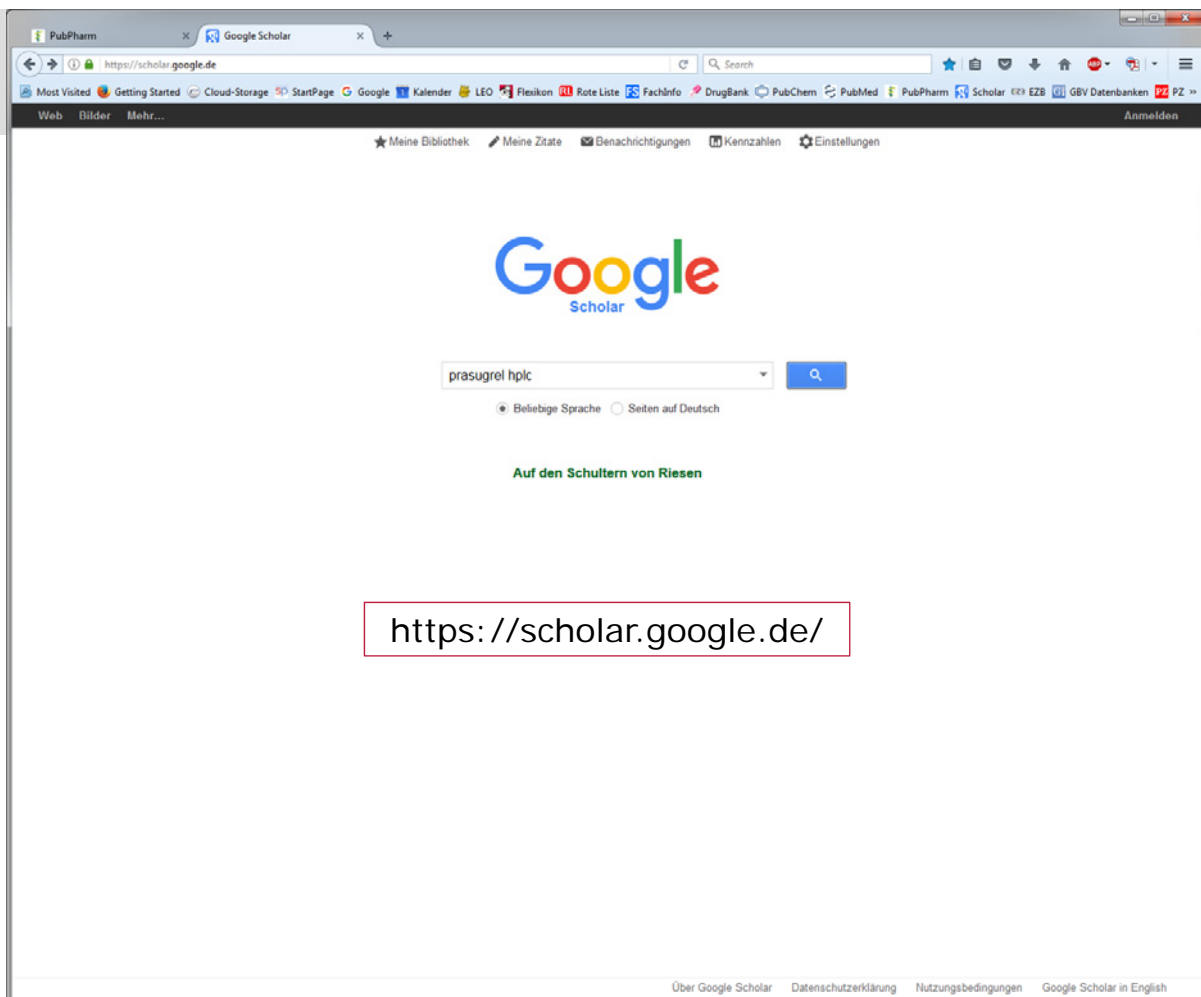 PubPharm Google Scholar
https://scholar.google.de Search
Most Visited Getting Started Cloud-Storage StartPage Google Kalender LEO Flexikon Rote Liste FachInfo DrugBank PubChem PubMed PubPharm Scholar EZB GBV Datenbanken PZ »
Web Bilder Mehr... Anmelden
Meine Bibliothek Meine Zitate Benachrichtigungen Kennzahlen Einstellungen
Google
Scholar
prasugrel hplc
Beliebige Sprache Seiten auf Deutsch
Auf den Schultern von Riesen
https://scholar.google.de/
Über Google Scholar Datenschutzerklärung Nutzungsbedingungen Google Scholar in English